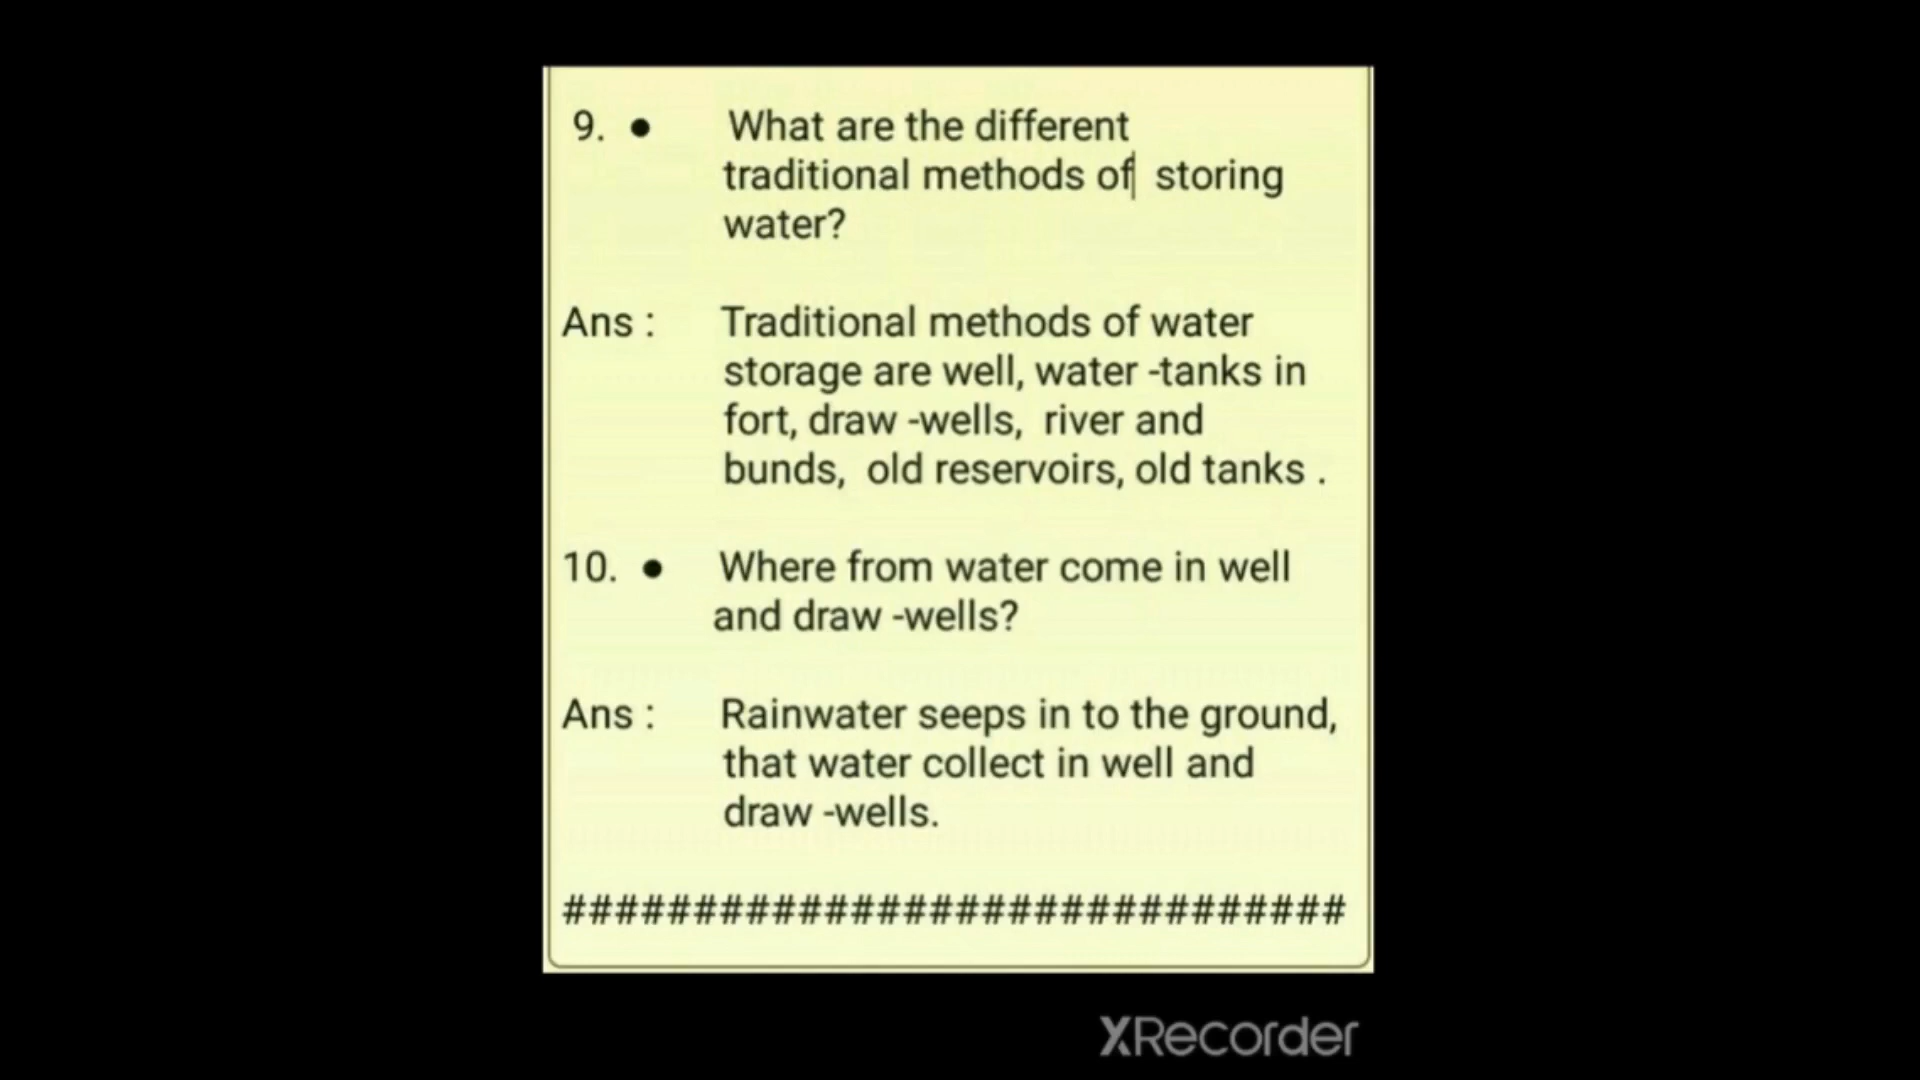 9. ● What are the different
traditional methods of storing
water?
Ans : Traditional methods of water
storage are well, water -tanks in
fort, draw -wells, river and
bunds, old reservoirs, old tanks .
10. ● Where from water come in well
and draw -wells?
Ans : Rainwater seeps in to the ground,
that water collect in well and
draw -wells.
##############################
XRecorder